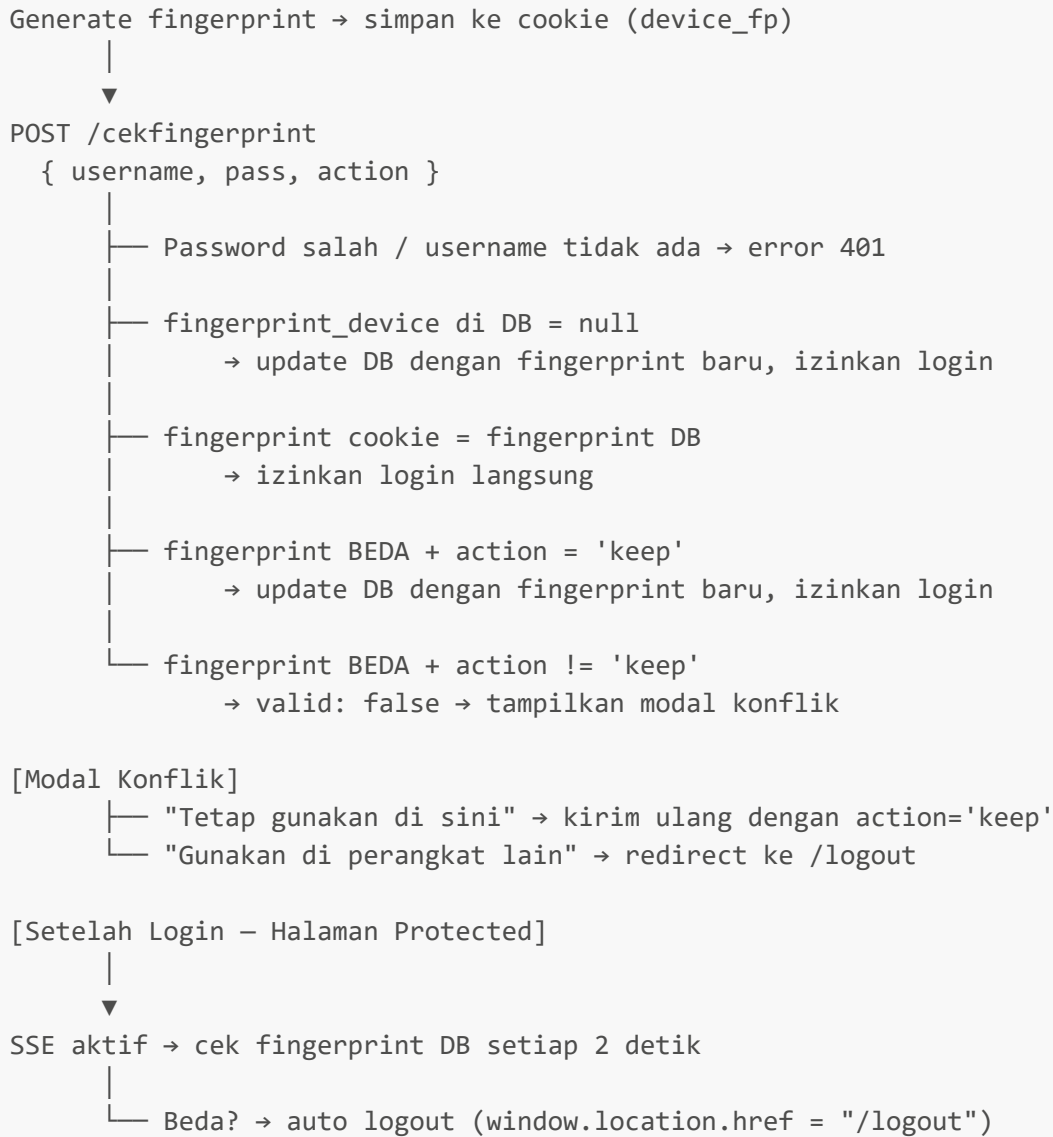 Generate fingerprint → simpan ke cookie (device_fp)
      │
      ▼
POST /cekfingerprint
  { username, pass, action }
      │
      ├── Password salah / username tidak ada → error 401
      │
      ├── fingerprint_device di DB = null
      │       → update DB dengan fingerprint baru, izinkan login
      │
      ├── fingerprint cookie = fingerprint DB
      │       → izinkan login langsung
      │
      ├── fingerprint BEDA + action = 'keep'
      │       → update DB dengan fingerprint baru, izinkan login
      │
      └── fingerprint BEDA + action != 'keep'
              → valid: false → tampilkan modal konflik

[Modal Konflik]
      ├── "Tetap gunakan di sini" → kirim ulang dengan action='keep'
      └── "Gunakan di perangkat lain" → redirect ke /logout

[Setelah Login — Halaman Protected]
      │
      ▼
SSE aktif → cek fingerprint DB setiap 2 detik
      │
      └── Beda? → auto logout (window.location.href = "/logout")